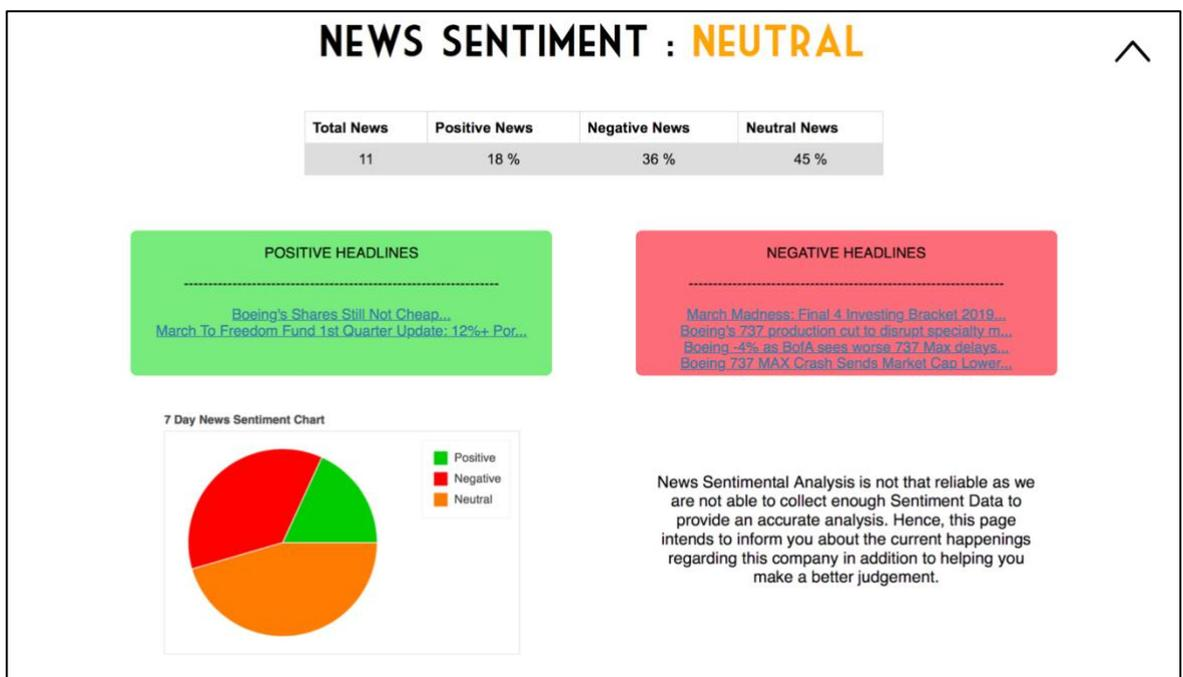 NEWS SENTIMENT : NEUTRAL
Total News Positive News Negative News Neutral News
11 18 % 36 % 45 %
POSITIVE HEADLINES
-----------------------------------------------------------------
Boeing's Shares Still Not Cheap...
March To Freedom Fund 1st Quarter Update: 12%+ Por...
NEGATIVE HEADLINES
-----------------------------------------------------------------
March Madness: Final 4 Investing Bracket 2019...
Boeing's 737 production cut to disrupt specialty m...
Boeing -4% as BofA sees worse 737 Max delays...
Boeing 737 MAX Crash Sends Market Cap Lower...
7 Day News Sentiment Chart
Positive
Negative
Neutral
News Sentimental Analysis is not that reliable as we
are not able to collect enough Sentiment Data to
provide an accurate analysis. Hence, this page
intends to inform you about the current happenings
regarding this company in addition to helping you
make a better judgement.